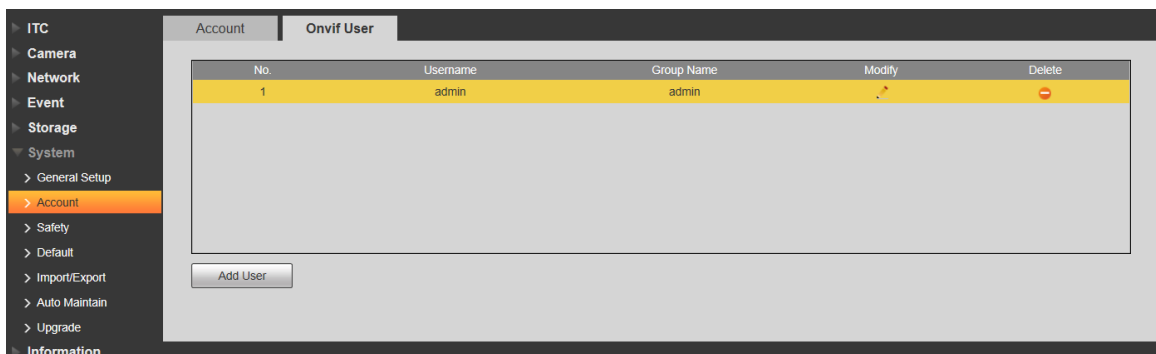 ITC
Camera
Network
Event
Storage
System
General Setup
Account
Safety
Default
Import/Export
Auto Maintain
Upgrade
Information
Account Onvif User
No. Username Group Name Modify Delete
1 admin admin
Add User